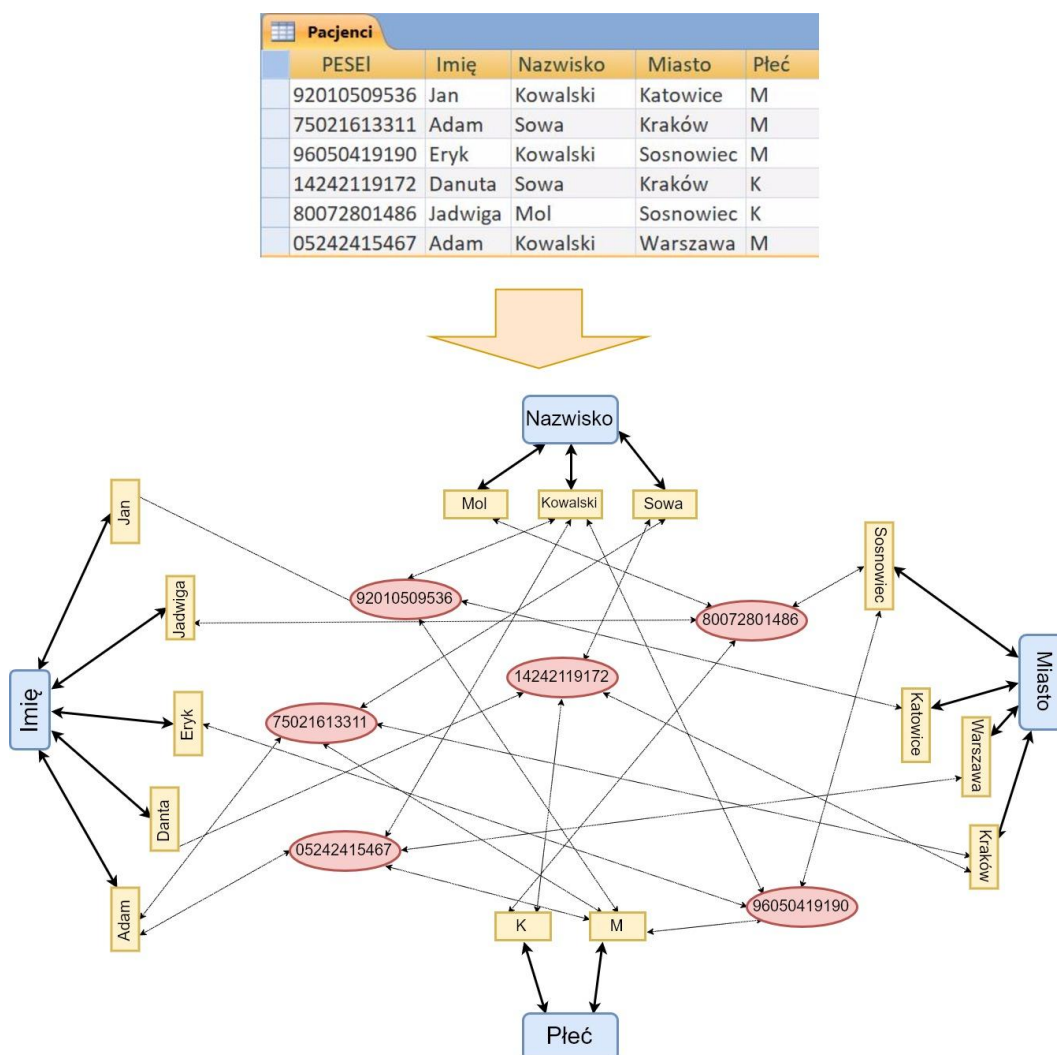 Pacjenci
PESEl Imię Nazwisko Miasto Płeć
92010509536 Jan Kowalski Katowice M
75021613311 Adam Sowa Kraków M
96050419190 Eryk Kowalski Sosnowiec M
14242119172 Danuta Sowa Kraków K
80072801486 Jadwiga Mol Sosnowiec K
05242415467 Adam Kowalski Warszawa M
Nazwisko
Mol Kowalski Sowa
Jan
Sosnowiec
92010509536
Jadwiga
80072801486
14242119172
Imię
Miasto
Eryk
75021613311
Katowice
Warszawa
Danta
05242415467
Kraków
Adam
96050419190
K M
Płeć